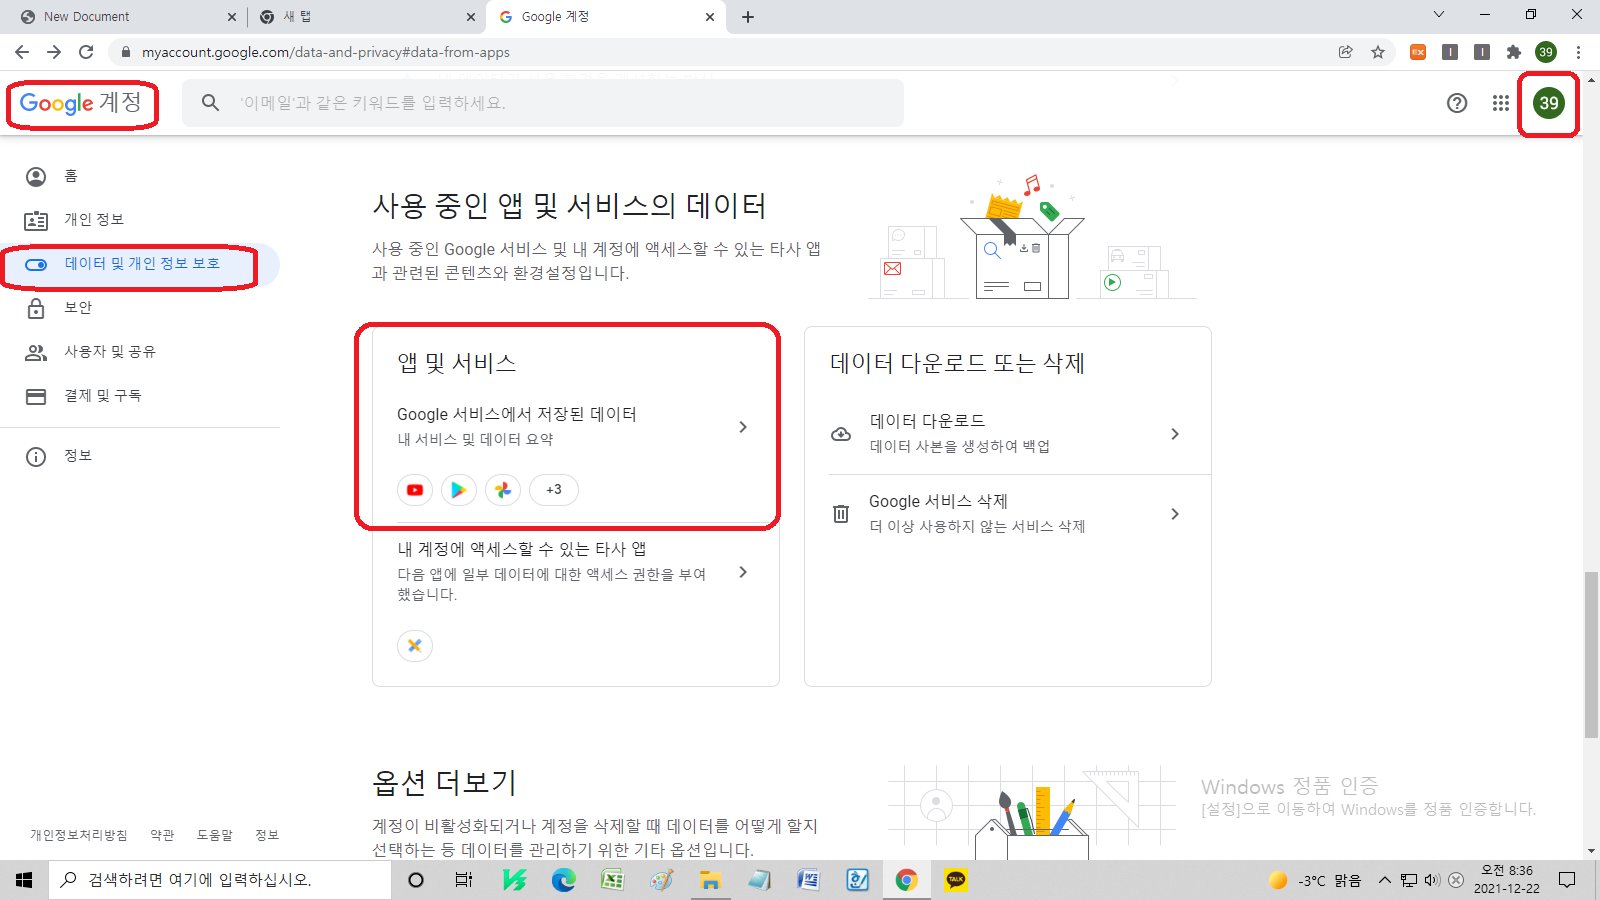 New Document
새 탭
Google 계정
myaccount.google.com/data-and-privacy#data-from-apps
39
Google 계정
'이메일'과 같은 키워드를 입력하세요.
39
홈
개인 정보
데이터 및 개인 정보 보호
보안
사용자 및 공유
결제 및 구독
정보
사용 중인 앱 및 서비스의 데이터
사용 중인 Google 서비스 및 내 계정에 액세스할 수 있는 타사 앱
과 관련된 콘텐츠와 환경설정입니다.
앱 및 서비스
Google 서비스에서 저장된 데이터
내 서비스 및 데이터 요약
+3
내 계정에 액세스할 수 있는 타사 앱
다음 앱에 일부 데이터에 대한 액세스 권한을 부여
했습니다.
데이터 다운로드 또는 삭제
데이터 다운로드
데이터 사본을 생성하여 백업
Google 서비스 삭제
더 이상 사용하지 않는 서비스 삭제
옵션 더보기
계정이 비활성화되거나 계정을 삭제할 때 데이터를 어떻게 할지
선택하는 등 데이터를 관리하기 위한 기타 옵션입니다.
Windows 정품 인증
[설정]으로 이동하여 Windows를 정품 인증합니다.
개인정보처리방침 약관 도움말 정보
검색하려면 여기에 입력하십시오.
TALK
-3°C 맑음
오전 8:36
2021-12-22